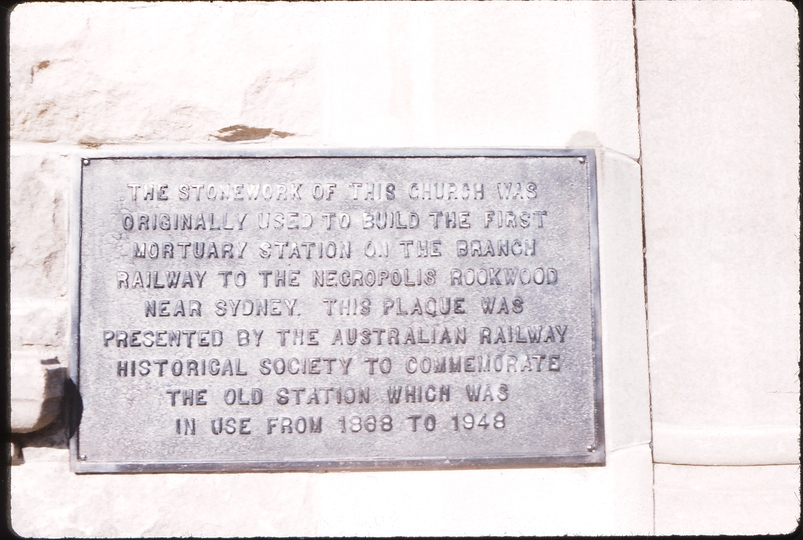 THE STONEWORK OF THIS CHURCH WAS
ORIGINALLY USED TO BUILD THE FIRST
MORTUARY STATION ON THE BRANCH
RAILWAY TO THE NECROPOLIS ROOKWOOD
NEAR SYDNEY. THIS PLAQUE WAS
PRESENTED BY THE AUSTRALIAN RAILWAY
HISTORICAL SOCIETY TO COMMEMORATE
THE OLD STATION WHICH WAS
IN USE FROM 1868 TO 1948